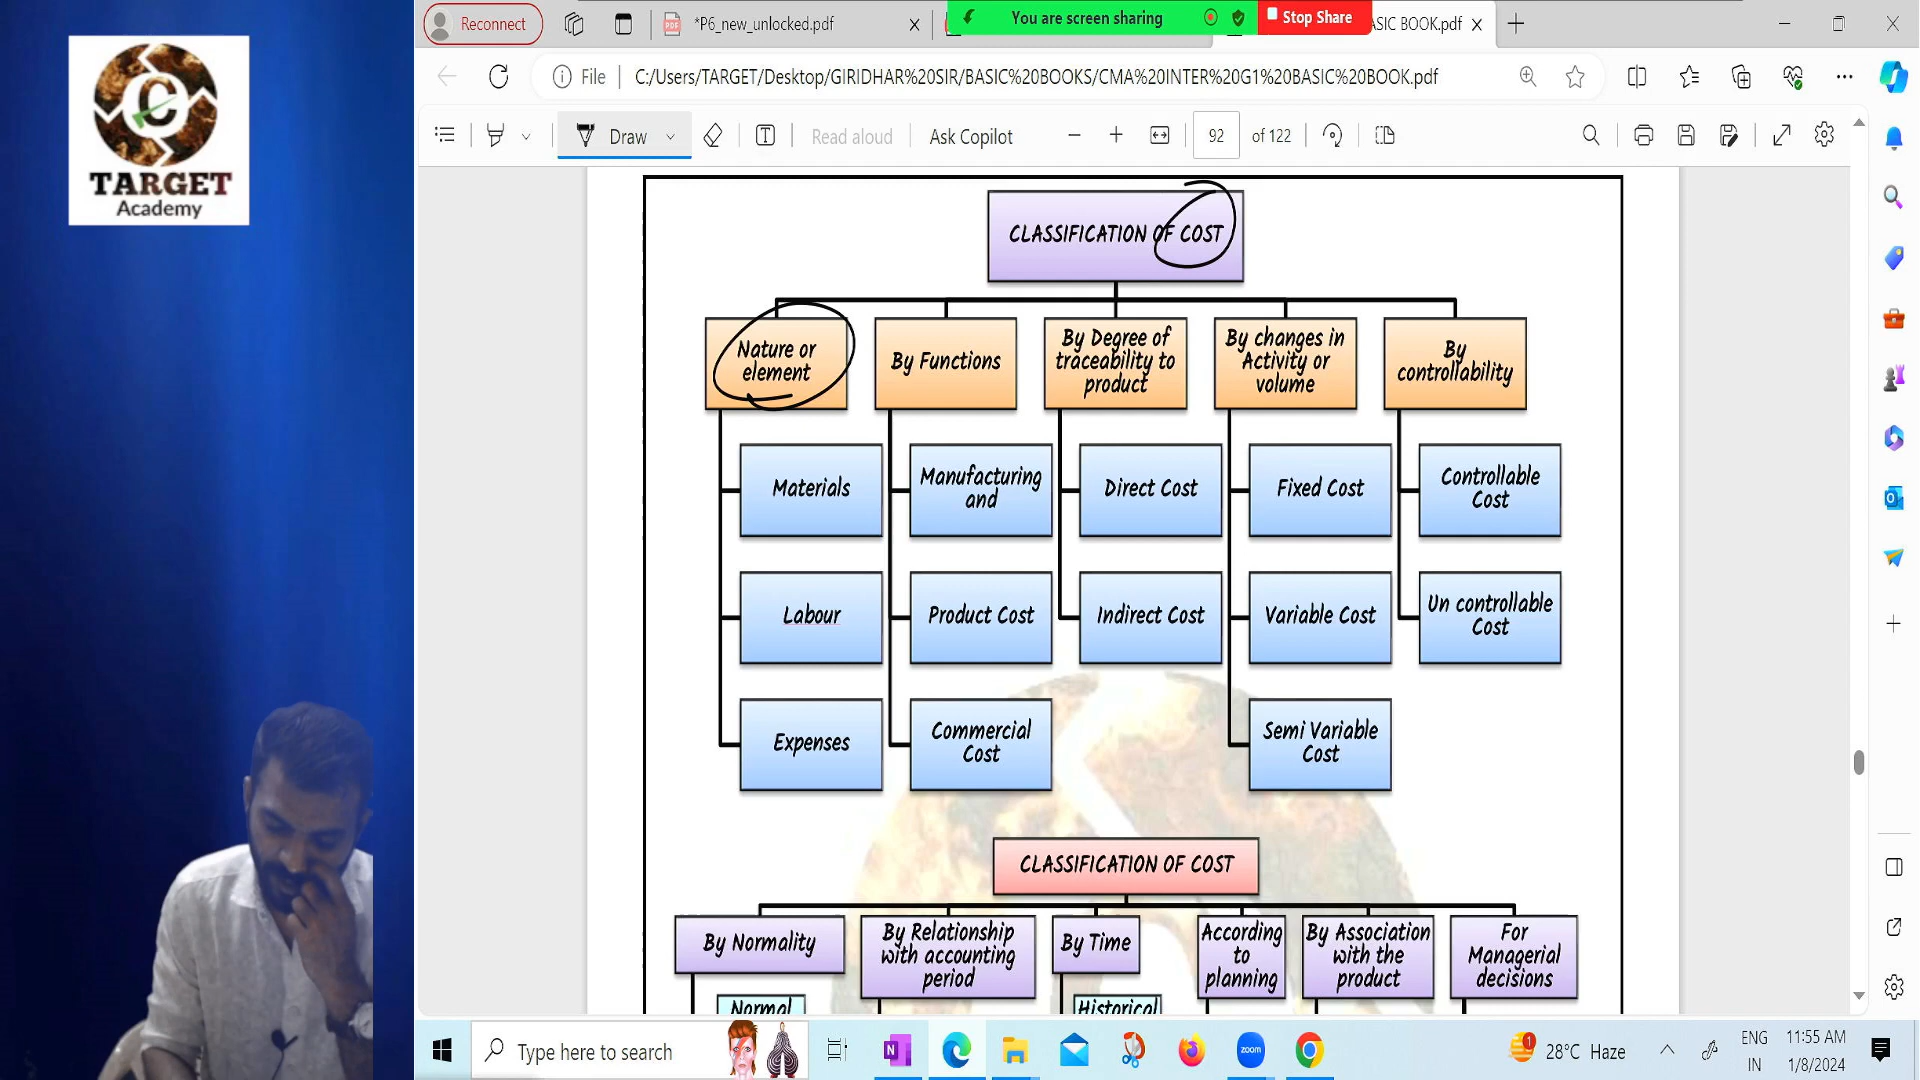 TARGET
Academy
Reconnect
*P6_new_unlocked.pdf
You are screen sharing
Stop Share
ASIC BOOK.pdf
File
C:/Users/TARGET/Desktop/GIRIDHAR%20SIR/BASIC%20BOOKS/CMA%20INTER%20G1%20BASIC%20BOOK.pdf
Draw
Read aloud
Ask Copilot
92
of 122
CLASSIFICATION OF COST
Nature or
element
By Functions
By Degree of
traceability to
product
By changes in
Activity or
volume
By
controllability
Materials
Manufacturing
and
Direct Cost
Fixed Cost
Controllable
Cost
Labour
Product Cost
Indirect Cost
Variable Cost
Un controllable
Cost
Expenses
Commercial
Cost
Semi Variable
Cost
CLASSIFICATION OF COST
By Normality
By Relationship
with accounting
period
By Time
According
to
planning
By Association
with the
product
For
Managerial
decisions
Normal
Historical
Type here to search
zoom
1
28°C Haze
ENG
IN
11:55 AM
1/8/2024